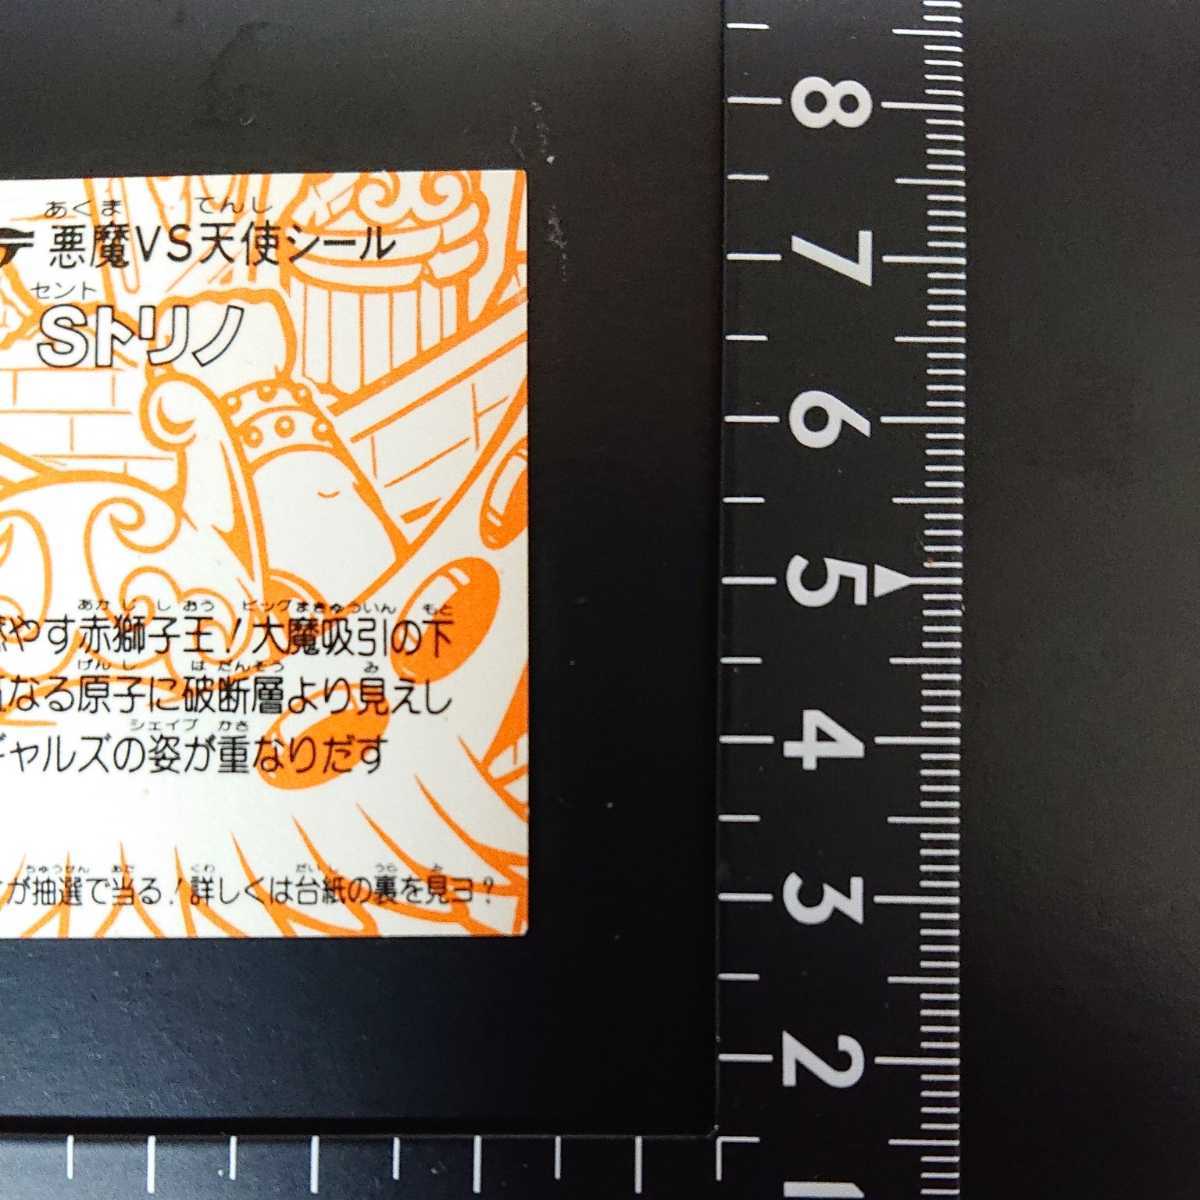 あくま てんし
悪魔VS天使シール
セント
Sトリノ
あかじしおう ビッグまきゅういん もと
やす赤獅子王！大魔吸引の下
げんし はだんそう み
なる原子に破断層より見えし
シェイプ かさ
ギャルズの姿が重なりだす
ちゅうせん あた くわ だいし うら み
が抽選で当る！詳しくは台紙の裏を見ヨ？
8
7
6
5
4
3
2
1